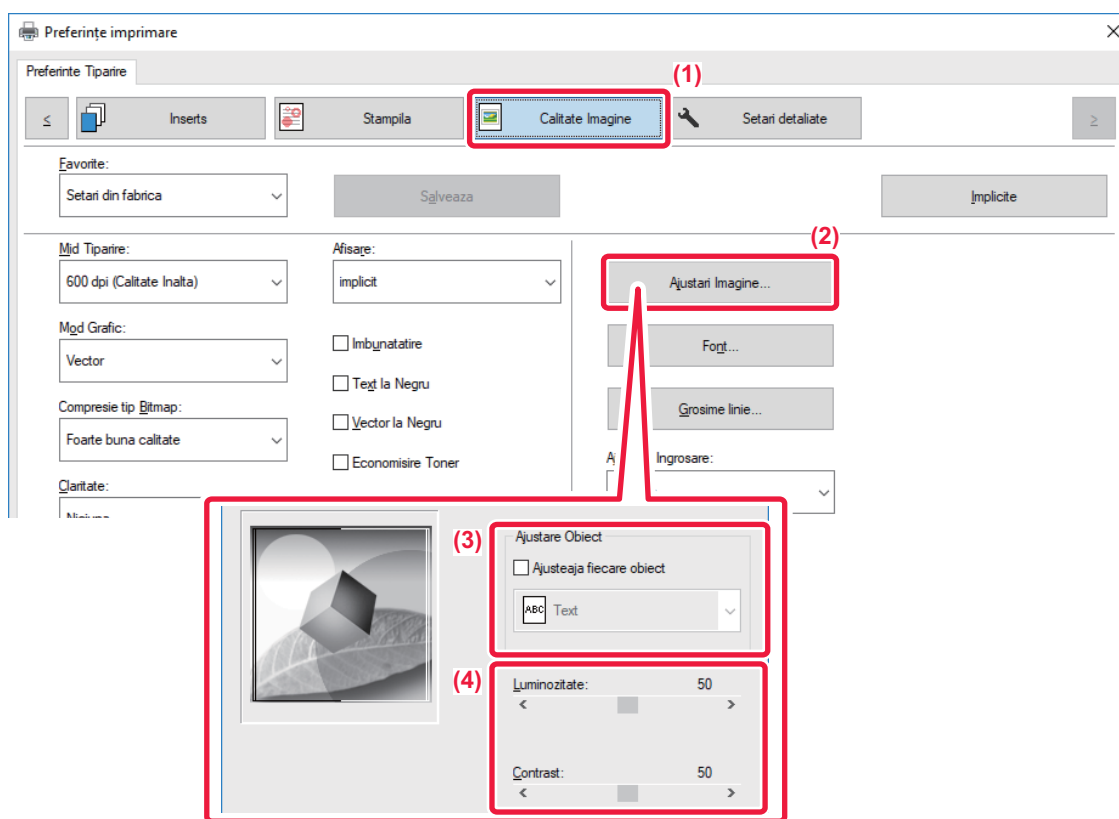 Preferințe imprimare
Preferinte Tiparire
(1)
< Inserts Stampila Calitate Imagine Setari detaliate >
Favorite:
Setari din fabrica Salveaza Implicite
(2)
Mid Tiparire: Afisare:
600 dpi (Calitate Inalta) implicit Ajustari Imagine...
Mod Grafic:
Vector Imbunatatire Font...
Text la Negru
Compresie tip Bitmap: Vector la Negru Grosime linie...
Foarte buna calitate Economisire Toner
Ingrosare:
Claritate:
(3) Ajustare Obiect
Ajusteaja fiecare obiect
ABC Text
(4) Luminozitate: 50
< >
Contrast: 50
< >